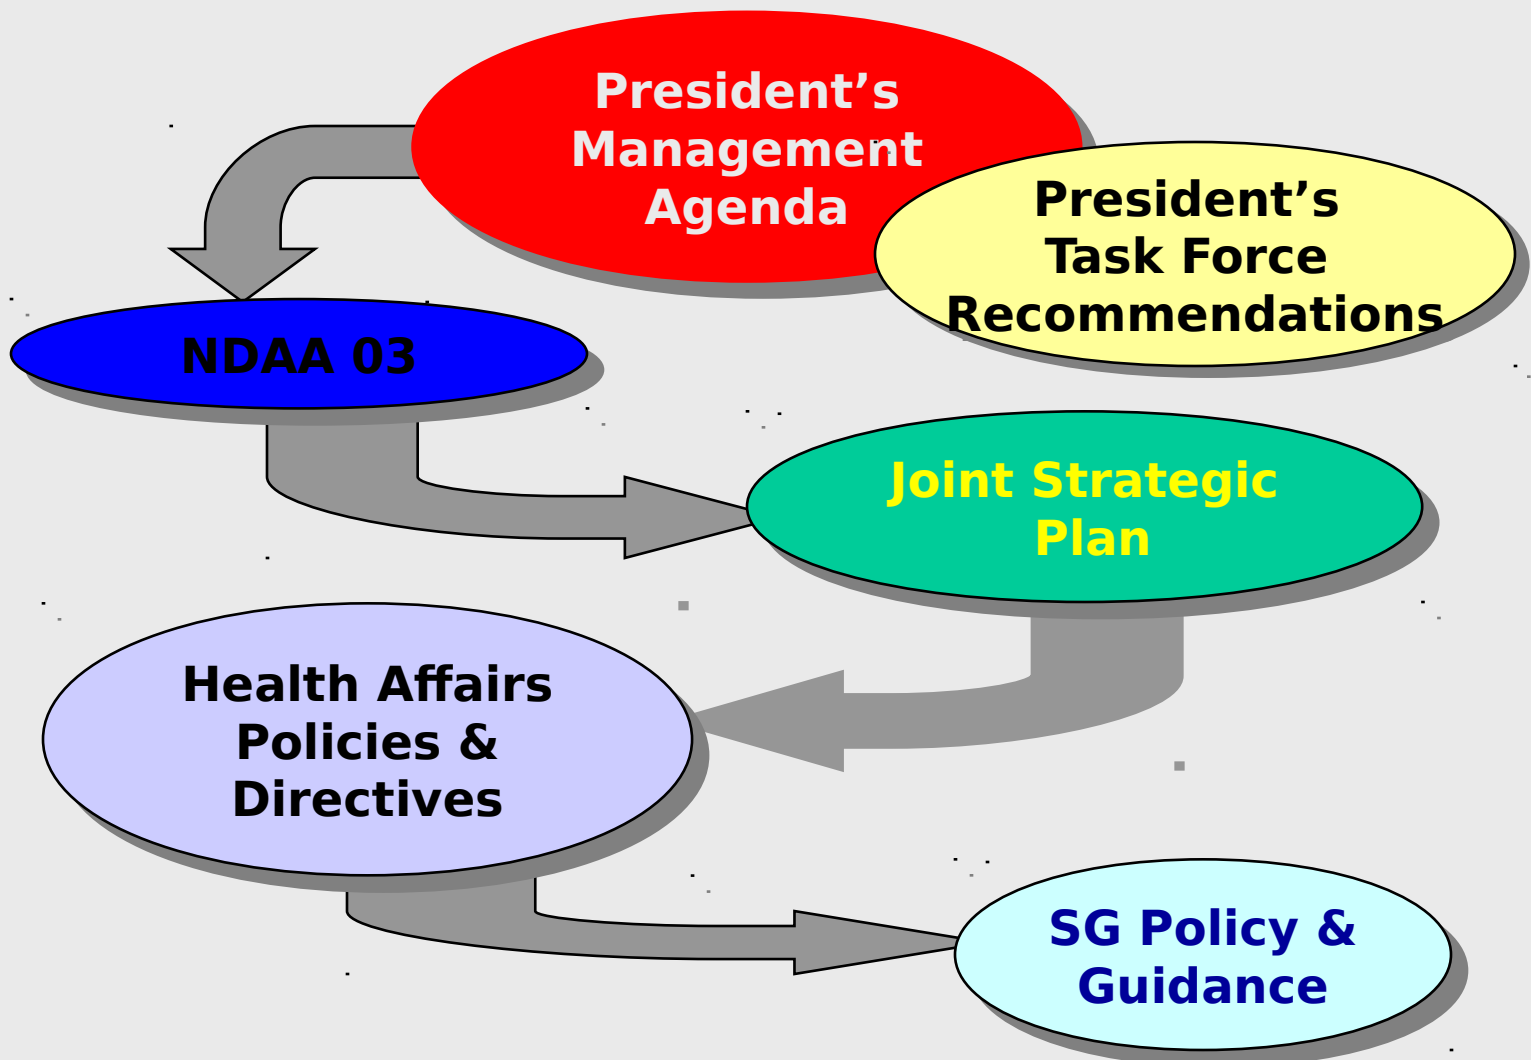 President’s
Management
Agenda
President’s
Task Force
Recommendations
NDAA 03
Joint Strategic
Plan
Health Affairs
Policies &
Directives
SG Policy &
Guidance